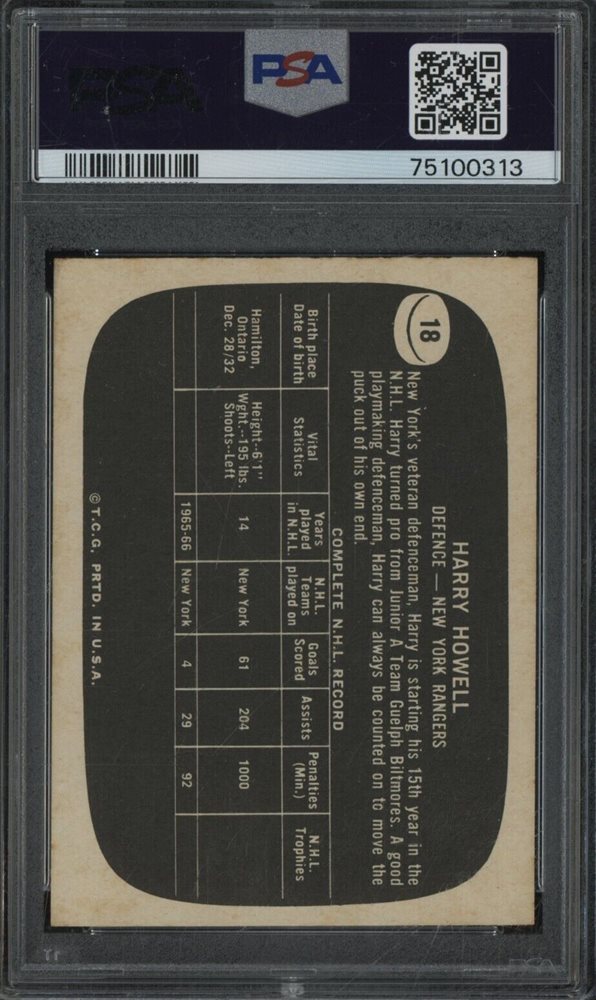 PSA
PSA
75100313
18
HARRY HOWELL
DEFENCE — NEW YORK RANGERS
New York's veteran defenceman, Harry is starting his 15th year in the
N.H.L. Harry turned pro from Junior A Team Guelph Biltmores. A good
playmaking defenceman, Harry can always be counted on to move the
puck out of his own end.
COMPLETE N.H.L. RECORD
Birth place
Date of birth
Vital
Statistics
Years
played
in N.H.L.
N.H.L.
Teams
played on
Goals
Scored
Assists
Penalties
(Min.)
N.H.L.
Trophies
Hamilton,
Ontario
Dec. 28/32
Height--6'1"
Wght.--195 lbs.
Shoots--Left
14
New York
61
204
1000
1965-66
New York
4
29
92
©T.C.G. PRTD. IN U.S.A.